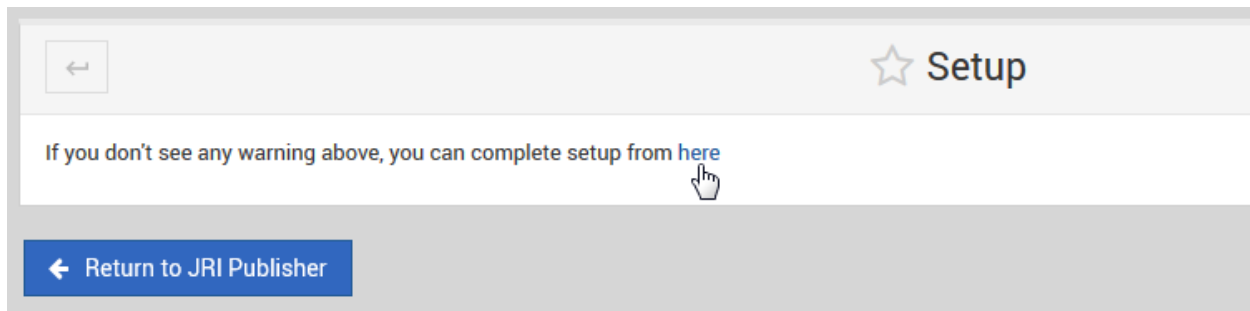 Setup
If you don't see any warning above, you can complete setup from here
Return to JRI Publisher